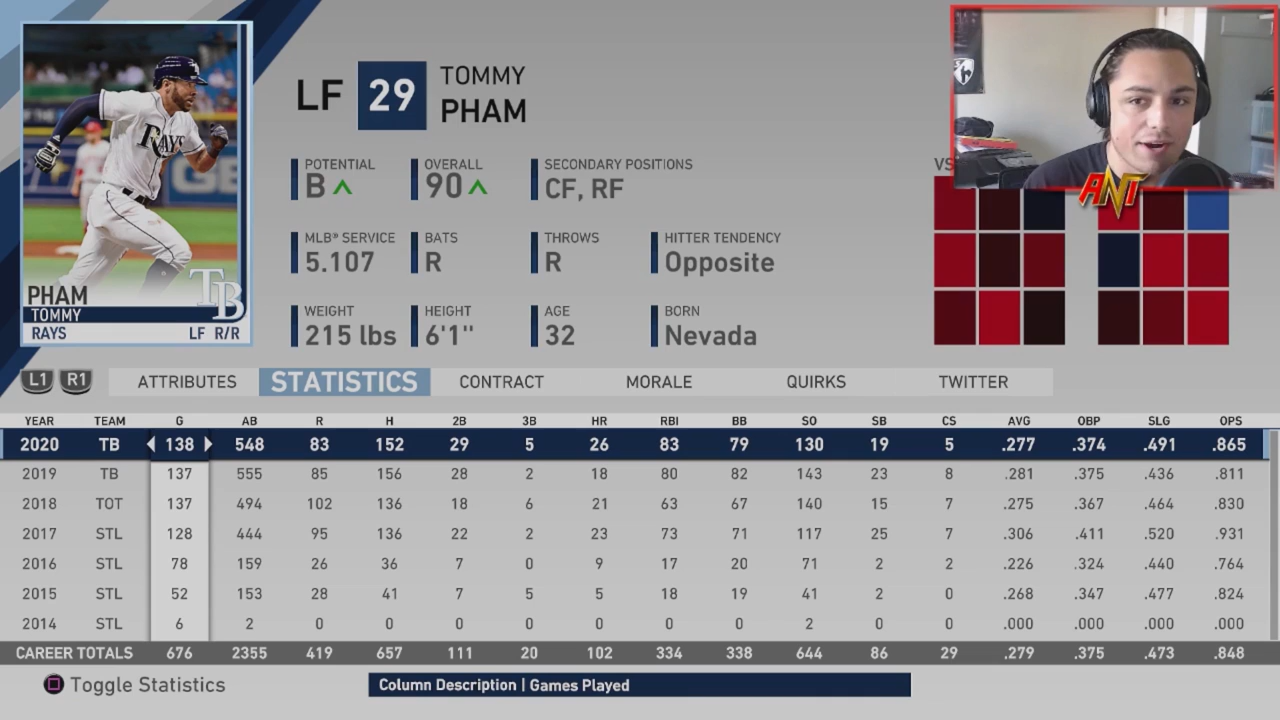 LF 29 TOMMY PHAM
RAYS
TB
PHAM
TOMMY
RAYS LF R/R
POTENTIAL OVERALL SECONDARY POSITIONS
B 90 CF, RF
MLB® SERVICE BATS THROWS HITTER TENDENCY
5.107 R R Opposite
WEIGHT HEIGHT AGE BORN
215 lbs 6'1" 32 Nevada
VS
ANT
L1 R1 ATTRIBUTES STATISTICS CONTRACT MORALE QUIRKS TWITTER
YEAR TEAM G AB R H 2B 3B HR RBI BB SO SB CS AVG OBP SLG OPS
2020 TB 138 548 83 152 29 5 26 83 79 130 19 5 .277 .374 .491 .865
2019 TB 137 555 85 156 28 2 18 80 82 143 23 8 .281 .375 .436 .811
2018 TOT 137 494 102 136 18 6 21 63 67 140 15 7 .275 .367 .464 .830
2017 STL 128 444 95 136 22 2 23 73 71 117 25 7 .306 .411 .520 .931
2016 STL 78 159 26 36 7 0 9 17 20 71 2 2 .226 .324 .440 .764
2015 STL 52 153 28 41 7 5 5 18 19 41 2 0 .268 .347 .477 .824
2014 STL 6 2 0 0 0 0 0 0 0 2 0 0 .000 .000 .000 .000
CAREER TOTALS 676 2355 419 657 111 20 102 334 338 644 86 29 .279 .375 .473 .848
Toggle Statistics
Column Description | Games Played